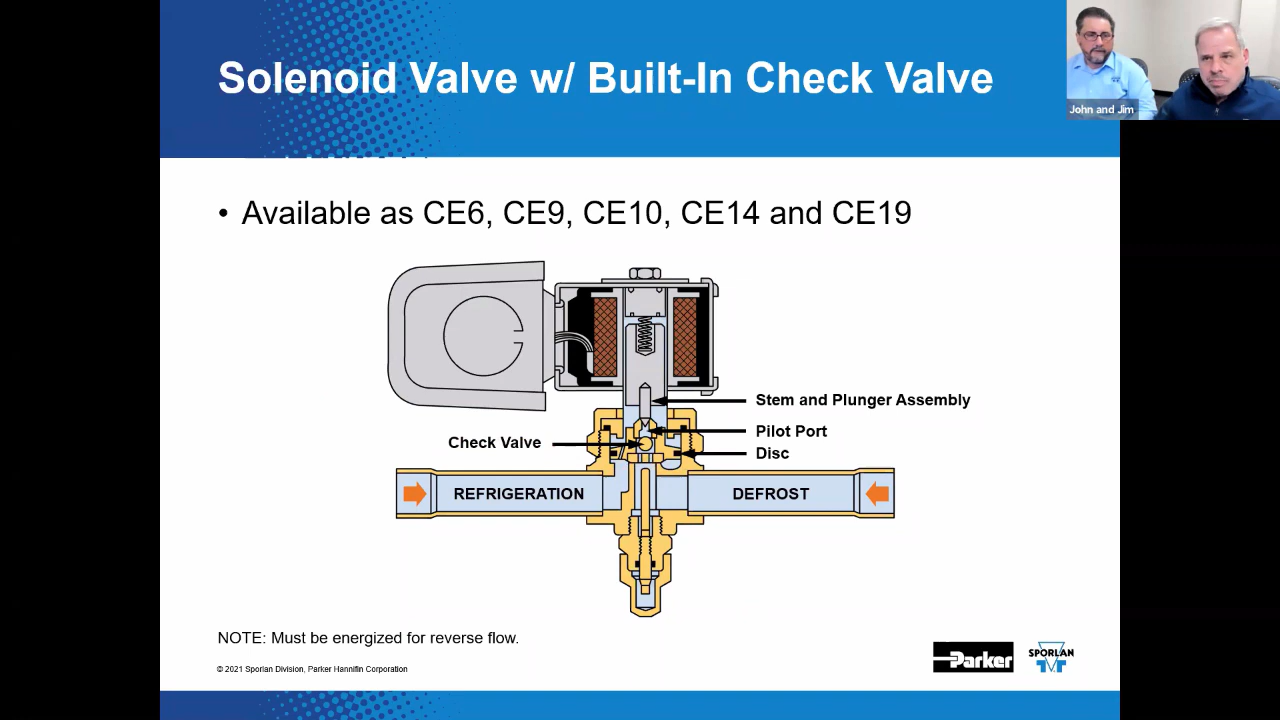 Solenoid Valve w/ Built-In Check Valve
John and Jim
• Available as CE6, CE9, CE10, CE14 and CE19
Stem and Plunger Assembly
Pilot Port
Check Valve
Disc
REFRIGERATION
DEFROST
NOTE: Must be energized for reverse flow.
© 2021 Sporlan Division, Parker Hannifin Corporation
Parker
SPORLAN